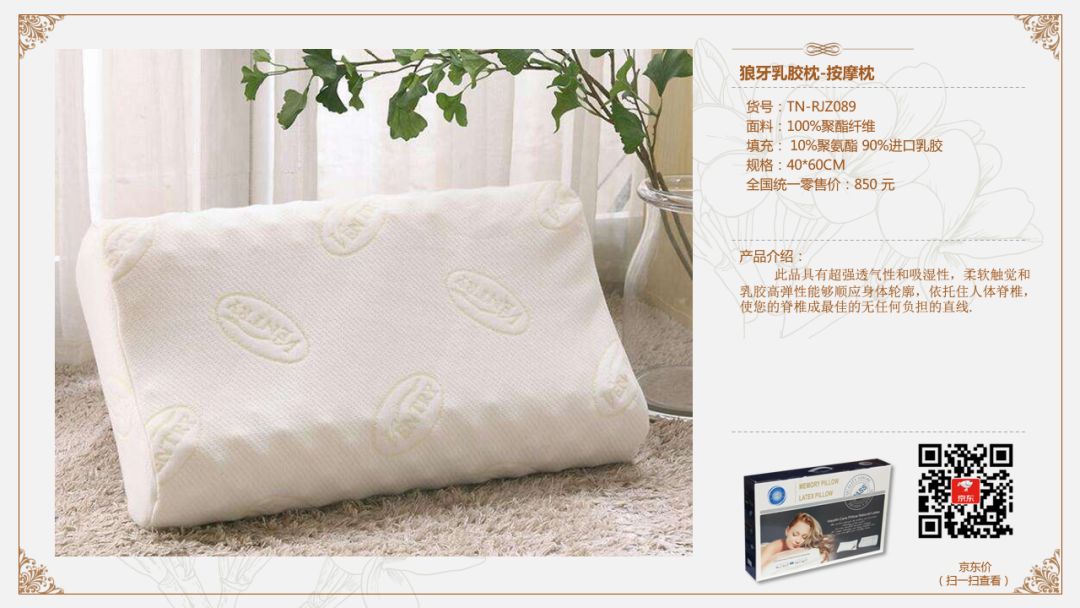 狼牙乳胶枕-按摩枕
货号：TN-RJZ089
面料：100%聚酯纤维
填充： 10%聚氨酯 90%进口乳胶
规格：40*60CM
全国统一零售价：850 元
产品介绍：
此品具有超强透气性和吸湿性，柔软触觉和
乳胶高弹性能够顺应身体轮廓，依托住人体脊椎，
使您的脊椎成最佳的无任何负担的直线.
VENTRY
VENTRY
VENTRY
VENTRY
MEMORY PILLOW
LATEX PILLOW
京东
京东价
（扫一扫查看）